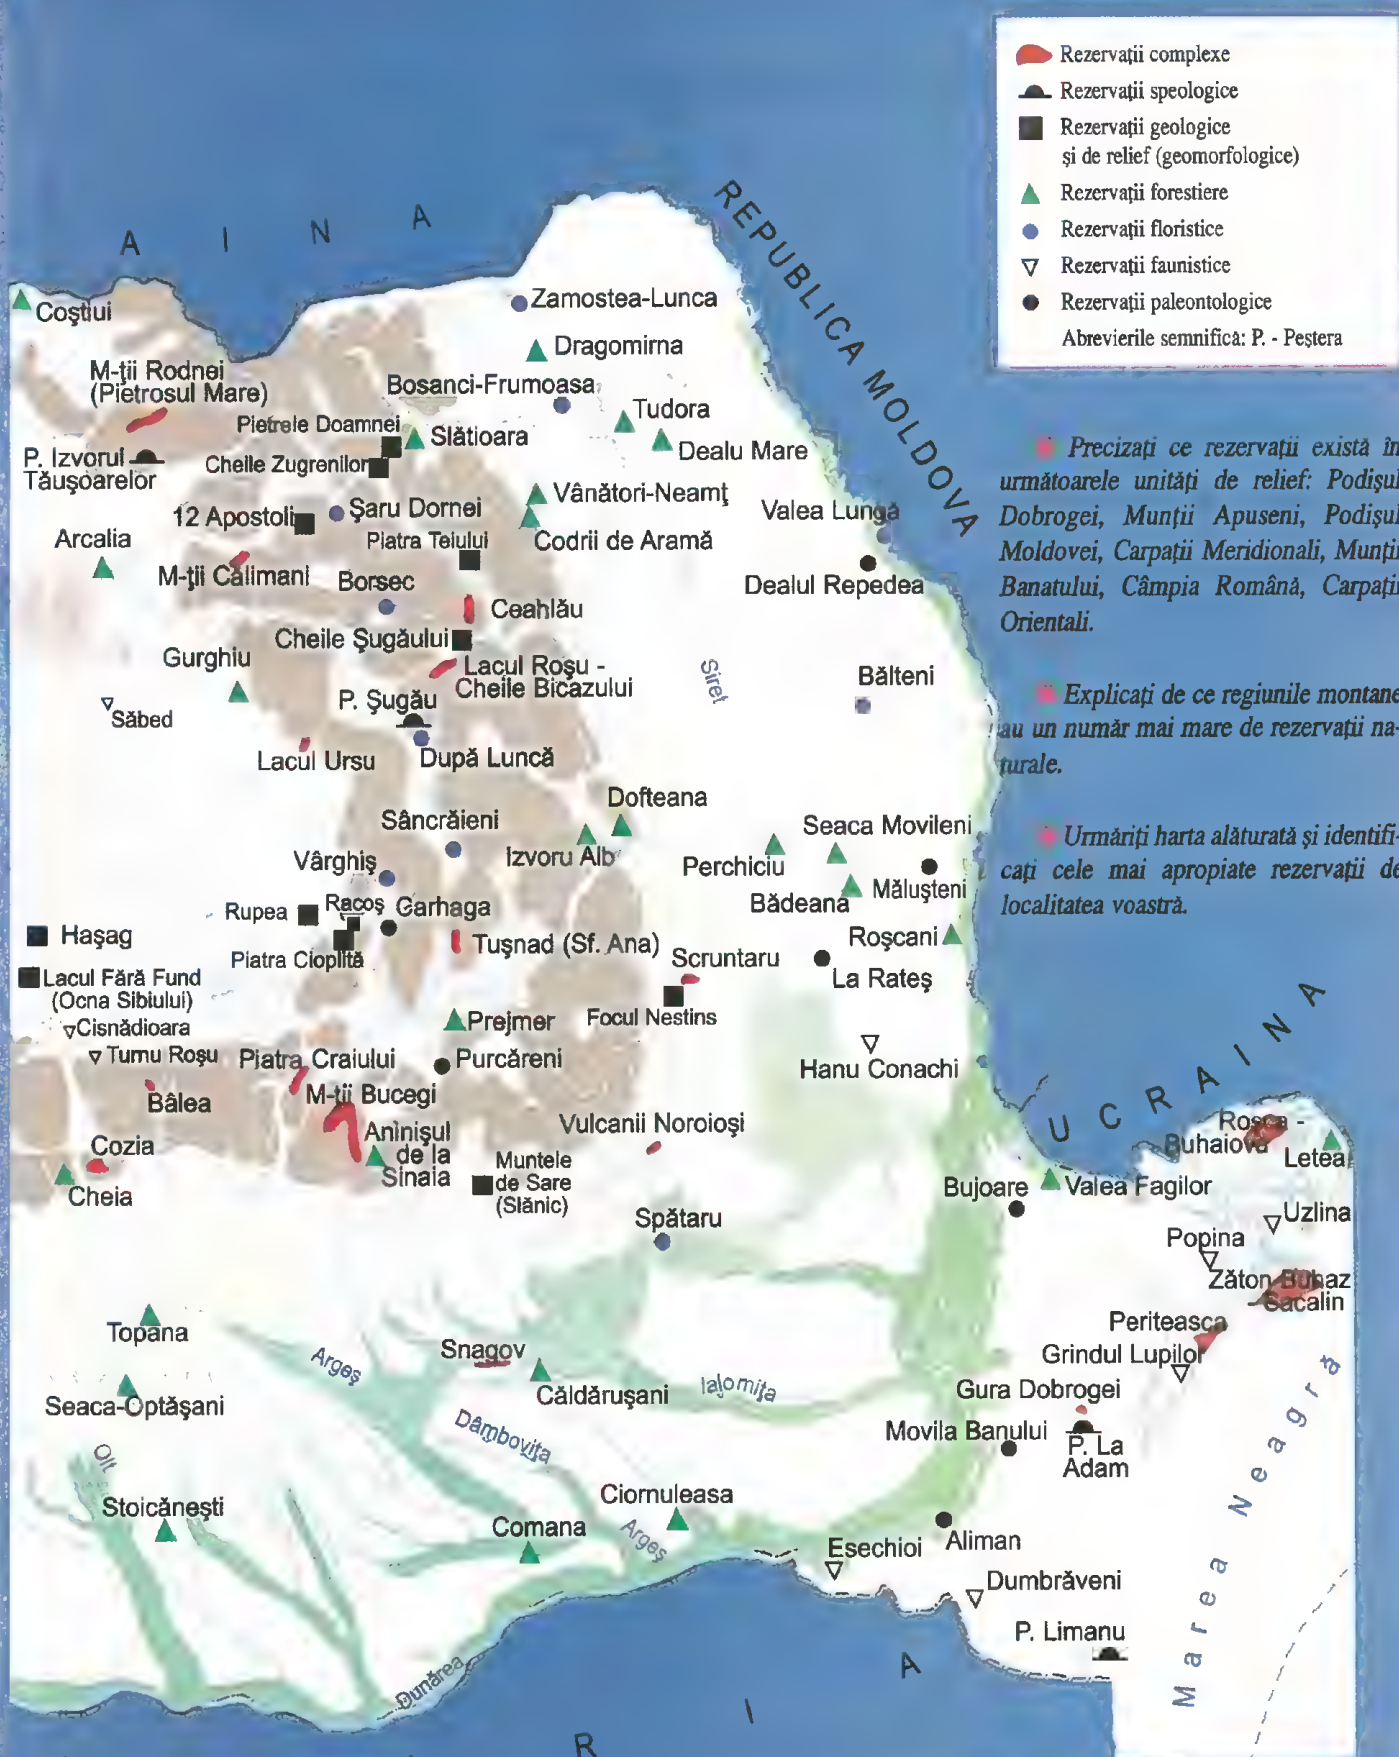 Rezervații complexe
Rezervații speologice
Rezervații geologice
și de relief (geomorfologice)
Rezervații forestiere
Rezervații floristice
Rezervații faunistice
Rezervații paleontologice
Abrevierile semnifică: P. - Peștera
A I N A
REPUBLICA MOLDOVA
Coștiui
Zamostea-Lunca
Dragomirna
M-ții Rodnei
(Pietrosul Mare)
Bosanci-Frumoasa
Tudora
Pietrele Doamnei
Slătioara
Dealu Mare
P. Izvorul
Tăușoarelor
Cheile Zugrenilor
Vânători-Neamț
12 Apostoli
Șaru Dornei
Valea Lungă
Arcalia
Piatra Teiului
Codrii de Aramă
M-ții Călimani
Borsec
Dealul Repedea
Ceahlău
Cheile Șugăului
Gurghiu
Lacul Roșu -
Cheile Bicazului
Siret
Bălteni
P. Șugău
Săbed
Lacul Ursu
După Luncă
Dofteana
Sâncrăieni
Seaca Movileni
Izvoru Alb
Perchiciu
Vârghiș
Mălușteni
Bădeana
Rupea
Racoș
Carhaga
Hașag
Piatra Cioplită
Tușnad (Sf. Ana)
Roșcani
Scruntaru
La Rateș
Lacul Fără Fund
(Ocna Sibiului)
Cisnădioara
Prejmer
Focul Nestins
Turnu Roșu
Piatra Craiului
Purcăreni
Hanu Conachi
Bâlea
M-ții Bucegi
Vulcanii Noroioși
Aninișul
de la
Sinaia
Cozia
Cheia
Muntele
de Sare
(Slănic)
Spătaru
UCRAINA
Roșca -
Buhaiova
Letea
Bujoare
Valea Fagilor
Uzlina
Popina
Zăton Buhaz
Sacalin
Topana
Periteașca
Argeș
Snagov
Grindul Lupilor
Seaca-Optășani
Căldărușani
Ialomița
Gura Dobrogei
Dâmbovița
Movila Banului
P. La
Adam
Olt
Stoicănești
Ciornuleasa
Comana
Argeș
Esechioi
Aliman
Dumbrăveni
P. Limanu
Marea Neagră
Dunărea
R I A
Precizați ce rezervații există în
următoarele unități de relief: Podișul
Dobrogei, Munții Apuseni, Podișul
Moldovei, Carpații Meridionali, Munții
Banatului, Câmpia Română, Carpații
Orientali.
Explicați de ce regiunile montane
au un număr mai mare de rezervații na-
turale.
Urmăriți harta alăturată și identifi-
cați cele mai apropiate rezervații de
localitatea voastră.